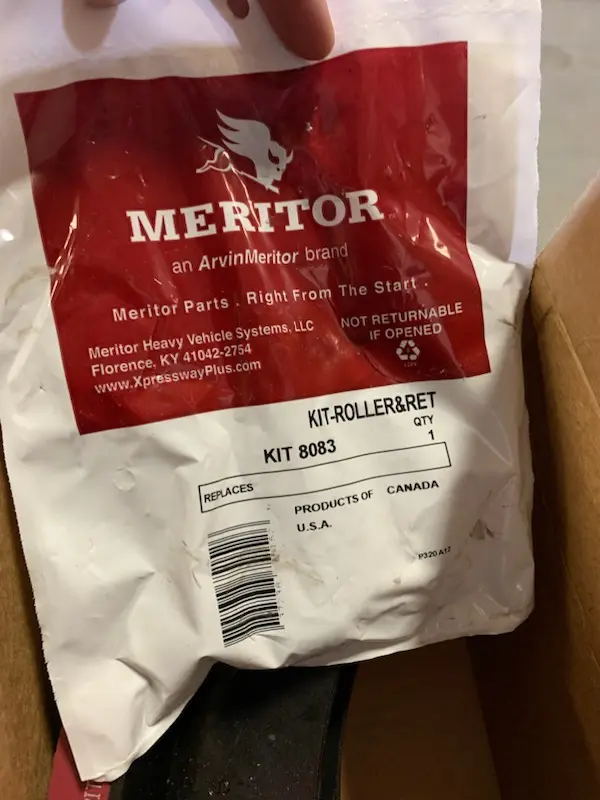 MERITOR
an ArvinMeritor brand
Meritor Parts . Right From The Start .
Meritor Heavy Vehicle Systems, LLC
Florence, KY 41042-2754
www.XpresswayPlus.com
NOT RETURNABLE
IF OPENED
KIT-ROLLER&RET
QTY
KIT 8083
1
REPLACES
PRODUCTS OF CANADA
U.S.A.
P320 A17